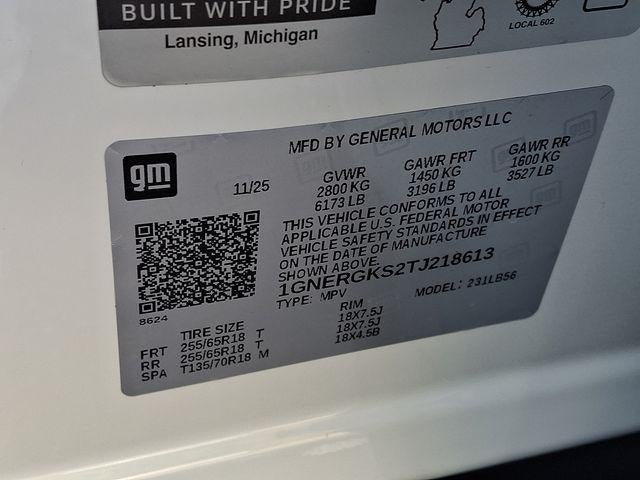 BUILT WITH PRIDE
Lansing, Michigan
LOCAL 602
gm
MFD BY GENERAL MOTORS LLC
11/25
GVWR GAWR FRT GAWR RR
2800 KG 1450 KG 1600 KG
6173 LB 3196 LB 3527 LB
THIS VEHICLE CONFORMS TO ALL
APPLICABLE U.S. FEDERAL MOTOR
VEHICLE SAFETY STANDARDS IN EFFECT
ON THE DATE OF MANUFACTURE
SHOWN ABOVE.
1GNERGKS2TJ218613
TYPE: MPV MODEL: 231LB56
8624
TIRE SIZE RIM
FRT 255/65R18 T 18X7.5J
RR 255/65R18 T 18X7.5J
SPA T135/70R18 M 18X4.5B